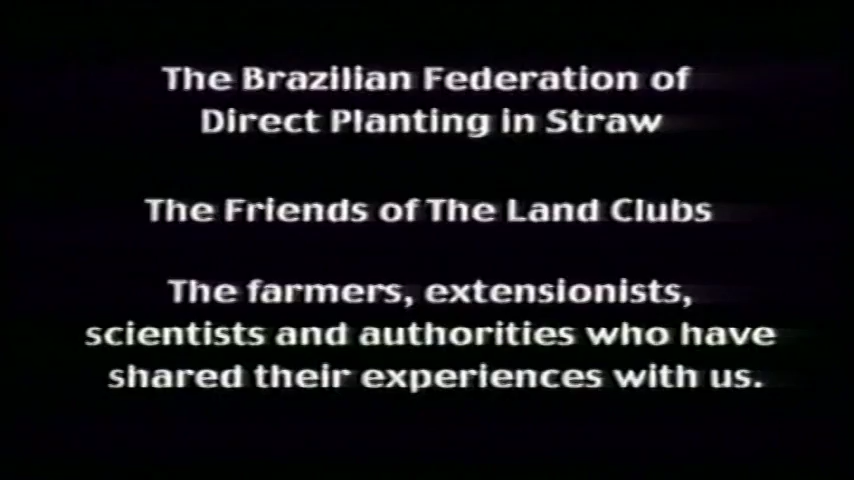 The Brazilian Federation of
Direct Planting in Straw
The Friends of The Land Clubs
The farmers, extensionists,
scientists and authorities who have
shared their experiences with us.